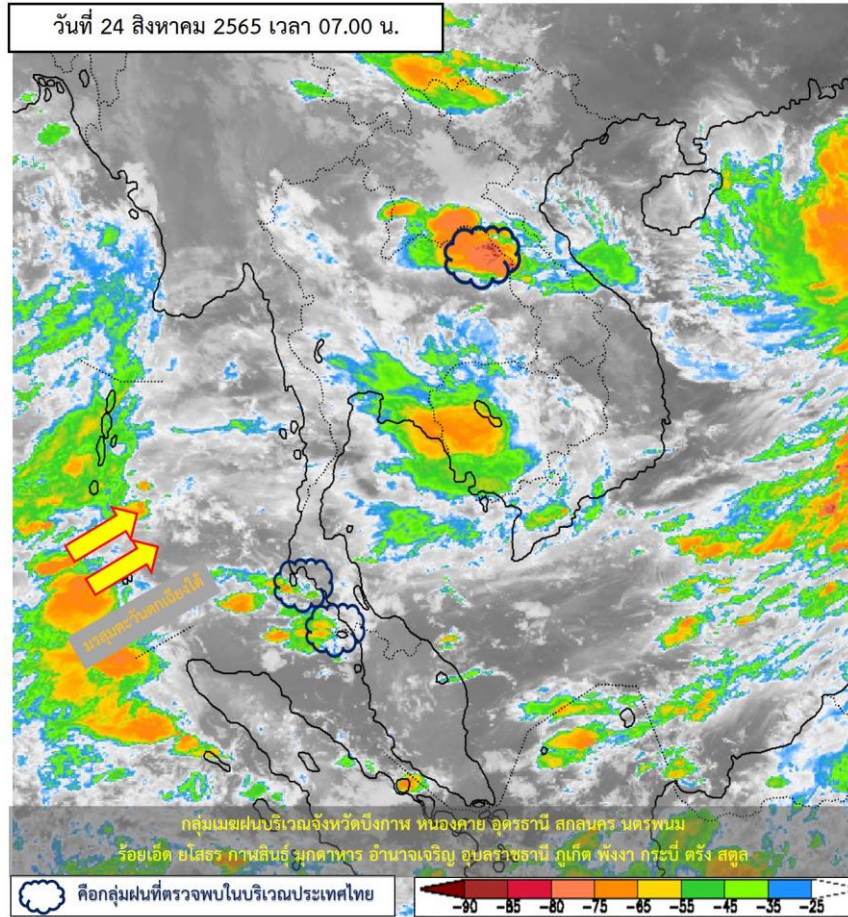 วันที่ 24 สิงหาคม 2565 เวลา 07.00 น.
มรสุมตะวันตกเฉียงใต้
กลุ่มเมฆฝนบริเวณจังหวัดบึงกาฬ หนองคาย อุดรธานี สกลนคร นครพนม
ร้อยเอ็ด ยโสธร กาฬสินธุ์ มุกดาหาร อำนาจเจริญ อุบลราชธานี ภูเก็ต พังงา กระบี่ ตรัง สตูล
คือกลุ่มฝนที่ตรวจพบในบริเวณประเทศไทย
-90 -85 -80 -75 -65 -55 -45 -35 -25